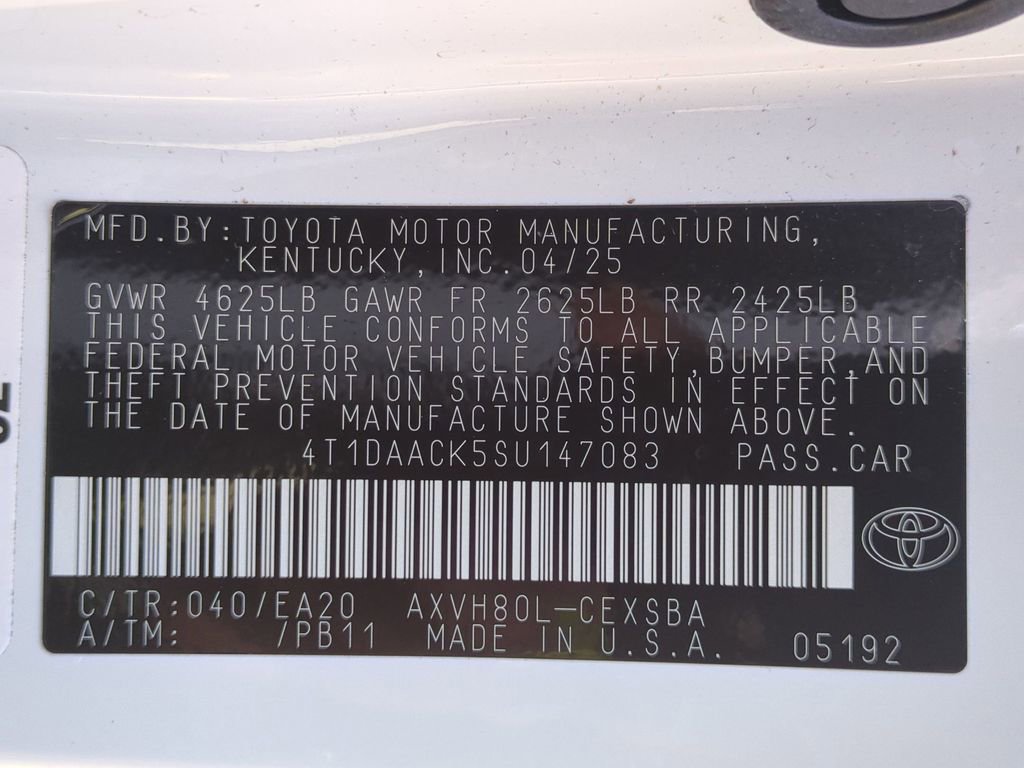 MFD.BY:TOYOTA MOTOR MANUFACTURING,
KENTUCKY,INC.04/25
GVWR 4625LB GAWR FR 2625LB RR 2425LB
THIS VEHICLE CONFORMS TO ALL APPLICABLE
FEDERAL MOTOR VEHICLE SAFETY,BUMPER,AND
THEFT PREVENTION STANDARDS IN EFFECT ON
THE DATE OF MANUFACTURE SHOWN ABOVE.
4T1DAACK5SU147083 PASS.CAR
C/TR:040/EA20 AXVH80L-CEXSBA
A/TM: /PB11 MADE IN U.S.A. 05192